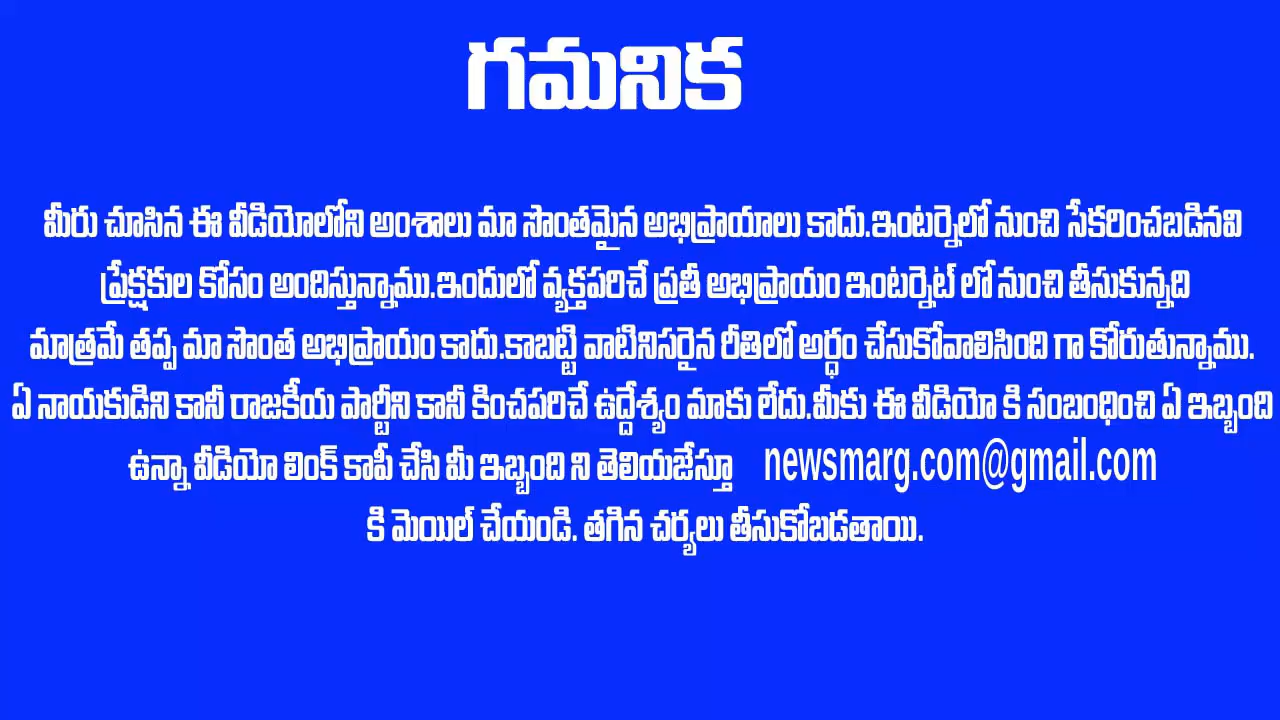 గమనిక
మీరు చూసిన ఈ వీడియోలోని అంశాలు మా సొంతమైన అభిప్రాయాలు కాదు.ఇంటర్నెలో నుంచి సేకరించబడినవి
ప్రేక్షకుల కోసం అందిస్తున్నాము.ఇందులో వ్యక్తపరిచే ప్రతీ అభిప్రాయం ఇంటర్నెట్ లో నుంచి తీసుకున్నది
మాత్రమే తప్ప మా సొంత అభిప్రాయం కాదు.కాబట్టి వాటినిసరైన రీతిలో అర్ధం చేసుకోవాలిసింది గా కోరుతున్నాము.
ఏ నాయకుడిని కానీ రాజకీయ పార్టీని కానీ కించపరిచే ఉద్దేశ్యం మాకు లేదు.మీకు ఈ వీడియో కి సంబంధించి ఏ ఇబ్బంది
ఉన్నా వీడియో లింక్ కాపీ చేసి మీ ఇబ్బంది ని తెలియజేస్తూ newsmarg.com@gmail.com
కి మెయిల్ చేయండి. తగిన చర్యలు తీసుకోబడతాయి.